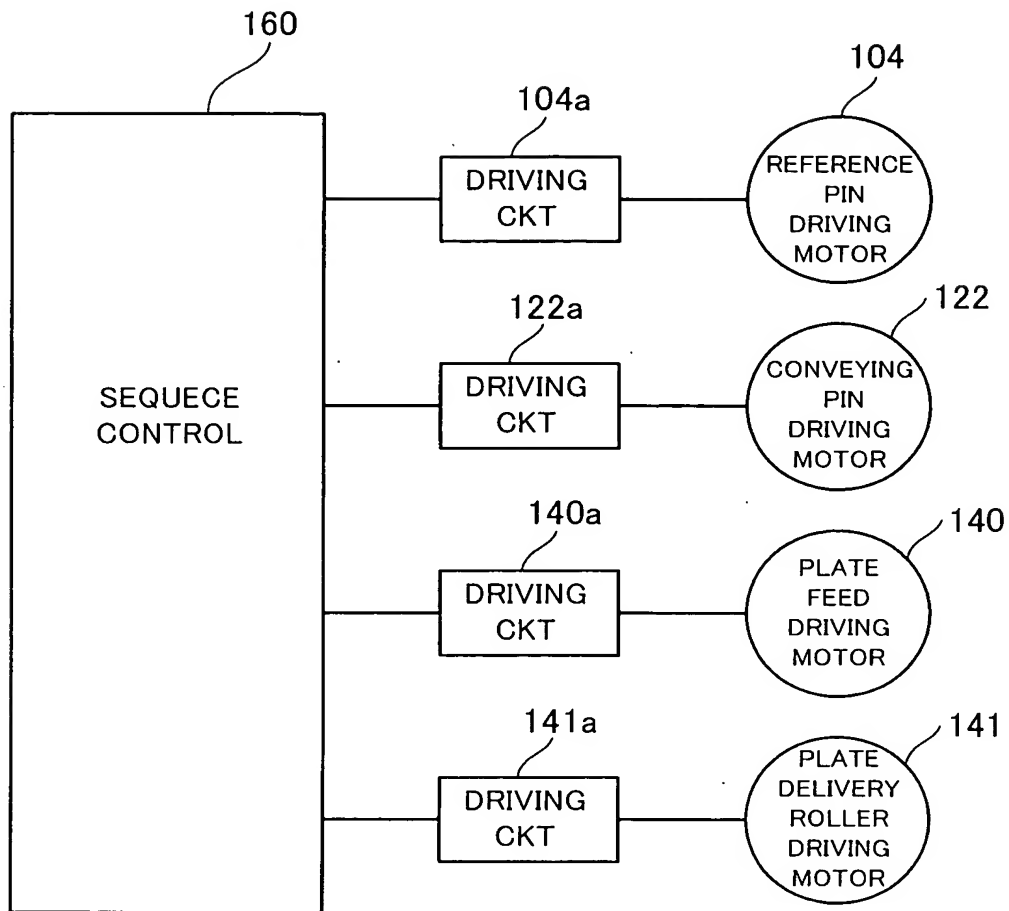 160
104
104a
DRIVING
CKT
REFERENCE
PIN
DRIVING
MOTOR
122
122a
DRIVING
CKT
CONVEYING
PIN
DRIVING
MOTOR
SEQUECE
CONTROL
140
140a
DRIVING
CKT
PLATE
FEED
DRIVING
MOTOR
141
141a
DRIVING
CKT
PLATE
DELIVERY
ROLLER
DRIVING
MOTOR